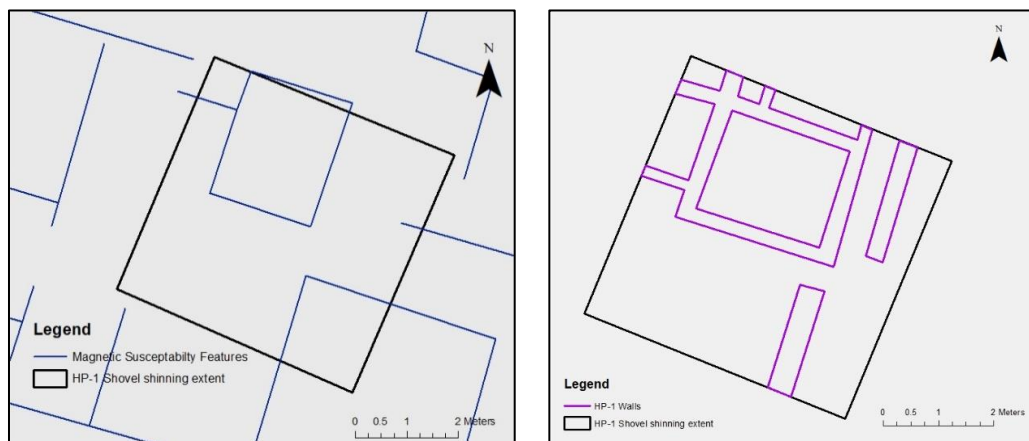 N
Legend
Magnetic Susceptabilty Features
HP-1 Shovel shinning extent
0 0.5 1 2 Meters
N
Legend
HP-1 Walls
HP-1 Shovel shinning extent
0 0.5 1 2 Meters